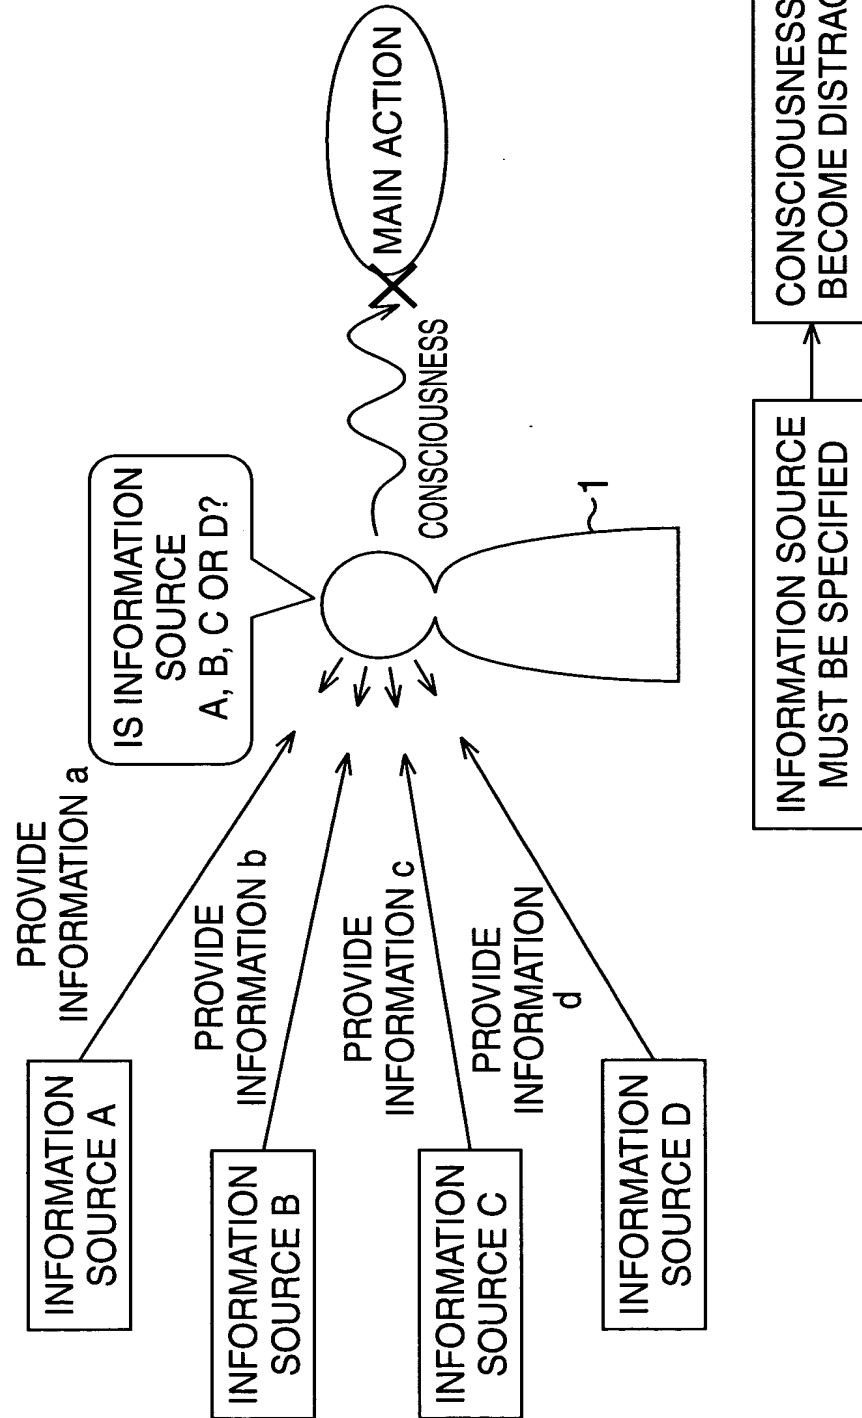 INFORMATION
SOURCE A
INFORMATION
SOURCE B
INFORMATION
SOURCE C
INFORMATION
SOURCE D
PROVIDE
INFORMATION a
PROVIDE
INFORMATION b
PROVIDE
INFORMATION c
PROVIDE
INFORMATION
d
IS INFORMATION
SOURCE
A, B, C OR D?
1
CONSCIOUSNESS
MAIN ACTION
INFORMATION SOURCE
MUST BE SPECIFIED
CONSCIOUSNESS
BECOME